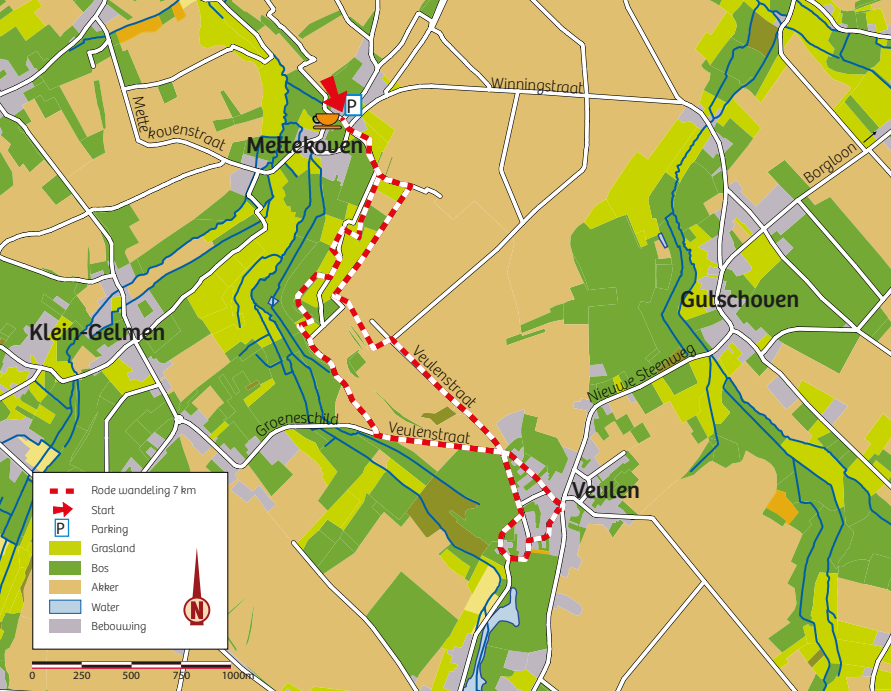 Winningstraat
P
Mettekovenstraat
Mettekoven
Borgloon
Gutschoven
Klein-Gelmen
Veulenstraat
Nieuwe Steenweg
Groeneschild
Veulenstraat
Veulen
Rode wandeling 7 km
Start
P Parking
Grasland
Bos
Akker
Water
Bebouwing
N
0 250 500 750 1000m